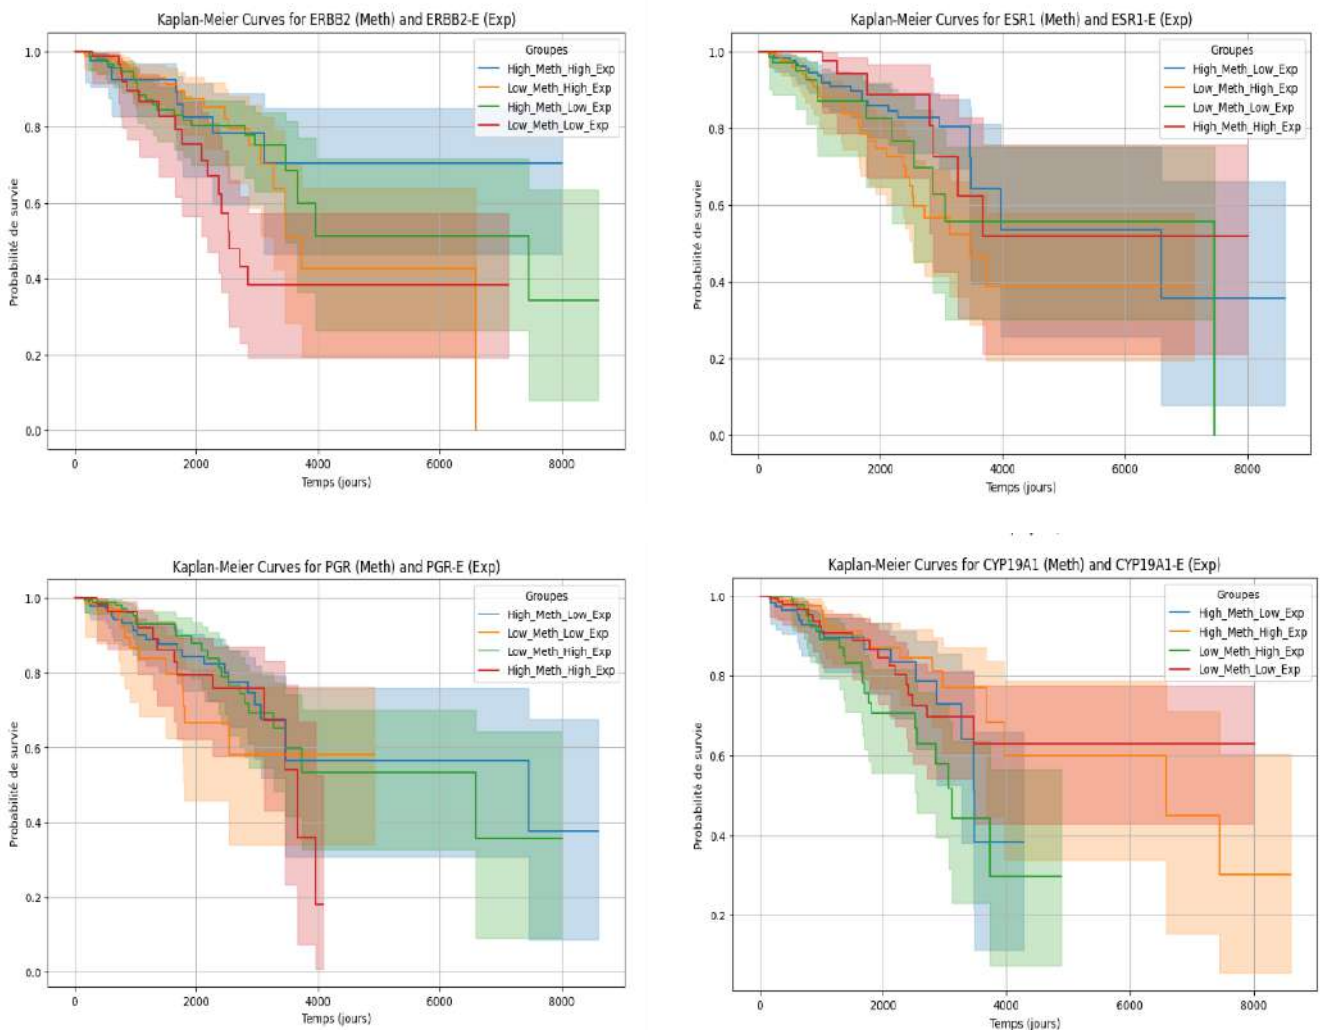 Kaplan-Meier Curves for ERBB2 (Meth) and ERBB2-E (Exp)
Groupes
High_Meth_High_Exp
Low_Meth_High_Exp
High_Meth_Low_Exp
Low_Meth_Low_Exp
Probabilité de survie
1.0
0.8
0.6
0.4
0.2
0.0
0
2000
4000
6000
8000
Temps (jours)
Kaplan-Meier Curves for ESR1 (Meth) and ESR1-E (Exp)
Groupes
High_Meth_Low_Exp
Low_Meth_High_Exp
Low_Meth_Low_Exp
High_Meth_High_Exp
Probabilité de survie
1.0
0.8
0.6
0.4
0.2
0.0
0
2000
4000
6000
8000
Temps (jours)
Kaplan-Meier Curves for PGR (Meth) and PGR-E (Exp)
Groupes
High_Meth_Low_Exp
Low_Meth_Low_Exp
Low_Meth_High_Exp
High_Meth_High_Exp
Probabilité de survie
1.0
0.8
0.6
0.4
0.2
0.0
0
2000
4000
6000
8000
Temps (jours)
Kaplan-Meier Curves for CYP19A1 (Meth) and CYP19A1-E (Exp)
Groupes
High_Meth_Low_Exp
High_Meth_High_Exp
Low_Meth_High_Exp
Low_Meth_Low_Exp
Probabilité de survie
1.0
0.8
0.6
0.4
0.2
0
2000
4000
6000
8000
Temps (jours)